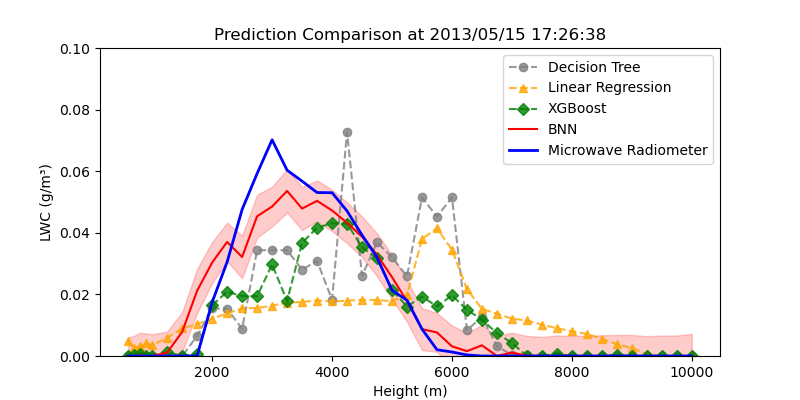 Prediction Comparison at 2013/05/15 17:26:38
0.10
0.08
0.06
0.04
0.02
0.00
LWC (g/m³)
Decision Tree
Linear Regression
XGBoost
BNN
Microwave Radiometer
2000 4000 6000 8000 10000
Height (m)